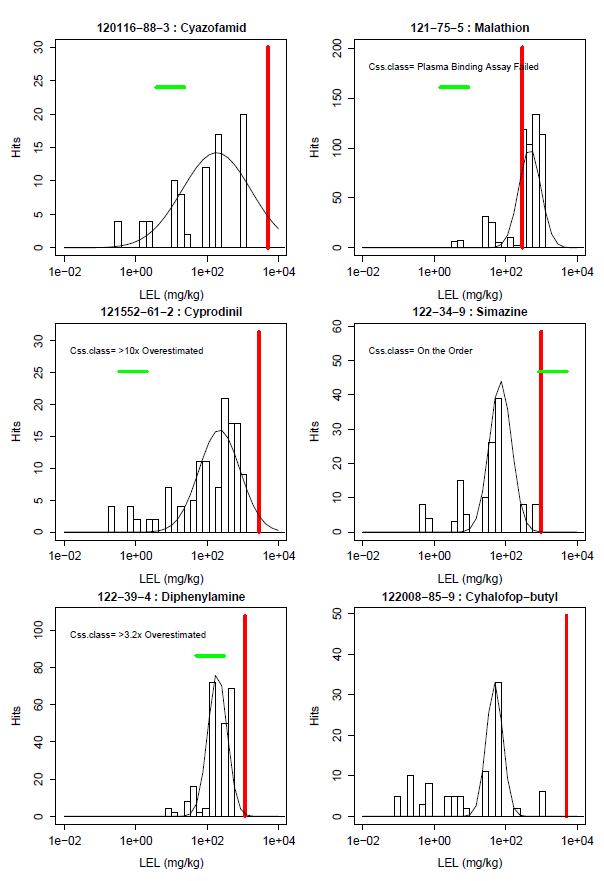 120116−88−3 : Cyazofamid
Hits
0
5
10
15
20
25
30
1e−02
1e+00
1e+02
1e+04
LEL (mg/kg)
121−75−5 : Malathion
Css.class= Plasma Binding Assay Failed
Hits
0
50
100
150
200
1e−02
1e+00
1e+02
1e+04
LEL (mg/kg)
121552−61−2 : Cyprodinil
Css.class= >10x Overestimated
Hits
0
5
10
15
20
25
30
1e−02
1e+00
1e+02
1e+04
LEL (mg/kg)
122−34−9 : Simazine
Css.class= On the Order
Hits
0
10
20
30
40
50
60
1e−02
1e+00
1e+02
1e+04
LEL (mg/kg)
122−39−4 : Diphenylamine
Css.class= >3.2x Overestimated
Hits
0
20
40
60
80
100
1e−02
1e+00
1e+02
1e+04
LEL (mg/kg)
122008−85−9 : Cyhalofop−butyl
Hits
0
10
20
30
40
50
1e−02
1e+00
1e+02
1e+04
LEL (mg/kg)